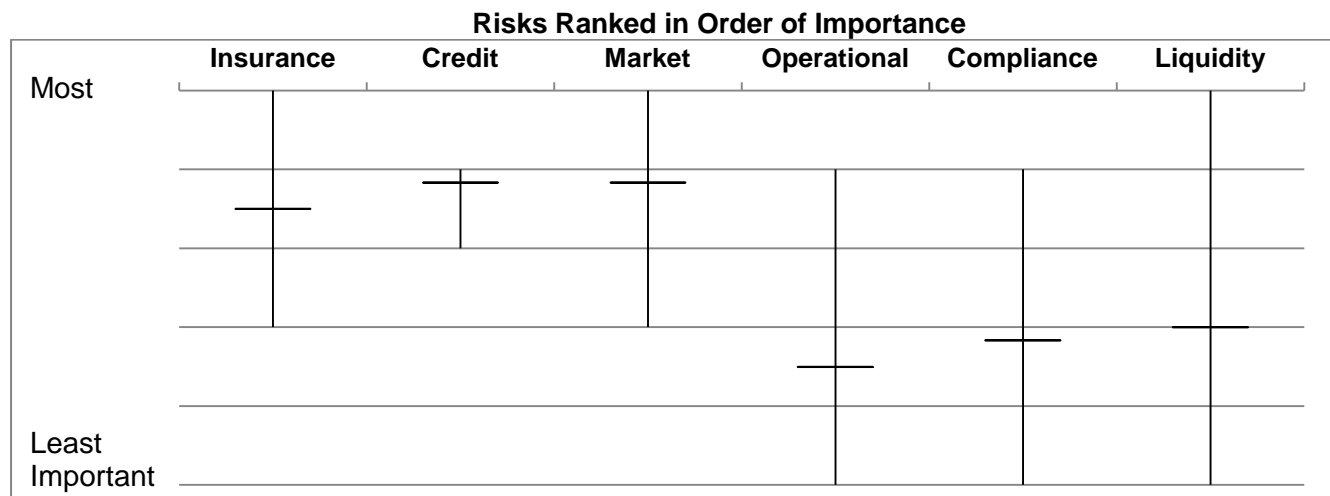 Risks Ranked in Order of Importance
Insurance Credit Market Operational Compliance Liquidity
Most
Least
Important